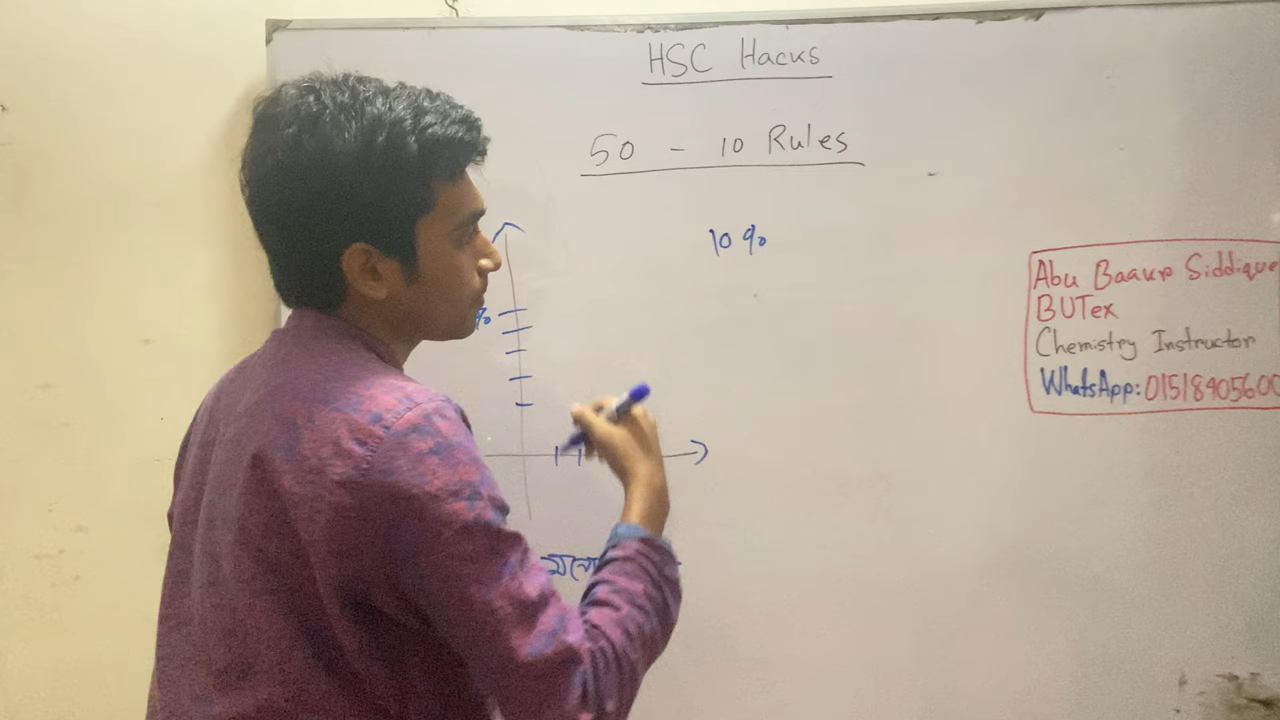 HSC Hacks
50 - 10 Rules
10 %
%
Abu Baaur Siddique
BUTex
Chemistry Instructor
WhatsApp: 01518405600